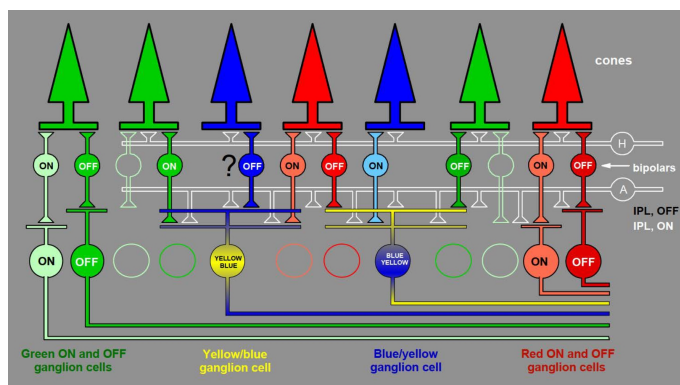 cones
H
ON
OFF
ON
?
OFF
ON
OFF
ON
OFF
ON
OFF
bipolars
A
IPL, OFF
IPL, ON
ON
OFF
YELLOW
BLUE
BLUE
YELLOW
ON
OFF
Green ON and OFF
ganglion cells
Yellow/blue
ganglion cell
Blue/yellow
ganglion cell
Red ON and OFF
ganglion cells